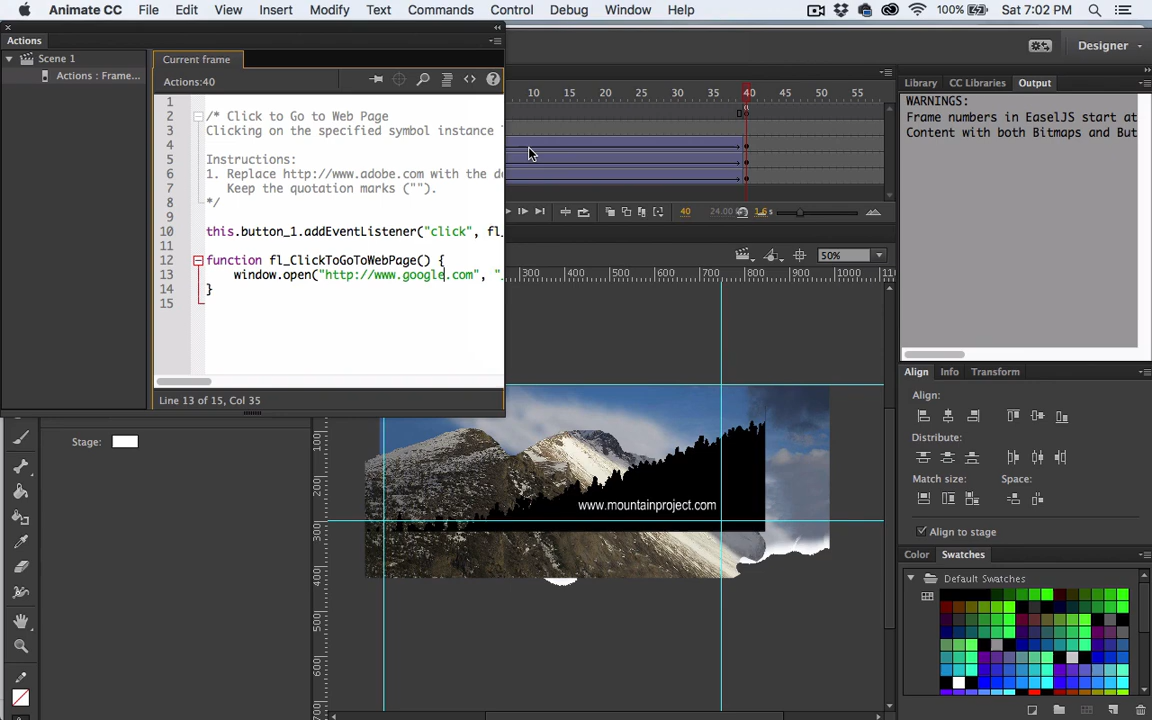 Animate CC File Edit View Insert Modify Text Commands Control Debug Window Help 100% Sat 7:02 PM
Actions
Scene 1
Actions : Frame...
Current frame
Actions:40
1
2 /* Click to Go to Web Page
3 Clicking on the specified symbol instance
4
5 Instructions:
6 1. Replace http://www.adobe.com with the
7 Keep the quotation marks ("").
8 */
9
10 this.button_1.addEventListener("click", fl_
11
12 function fl_ClickToGoToWebPage() {
13 window.open("http://www.google.com", "_
14 }
15
Line 13 of 15, Col 35
Designer
10 15 20 25 30 35 40 45 50 55
40 24.00 1.6 s
50%
300 400 500 600 700 800 900 1000
Library CC Libraries Output
WARNINGS:
Frame numbers in EaselJS start at
Content with both Bitmaps and But
Align Info Transform
Align:
Distribute:
Match size: Space:
Align to stage
Color Swatches
Default Swatches
Stage:
100
200
300
400
500
600
700
www.mountainproject.com